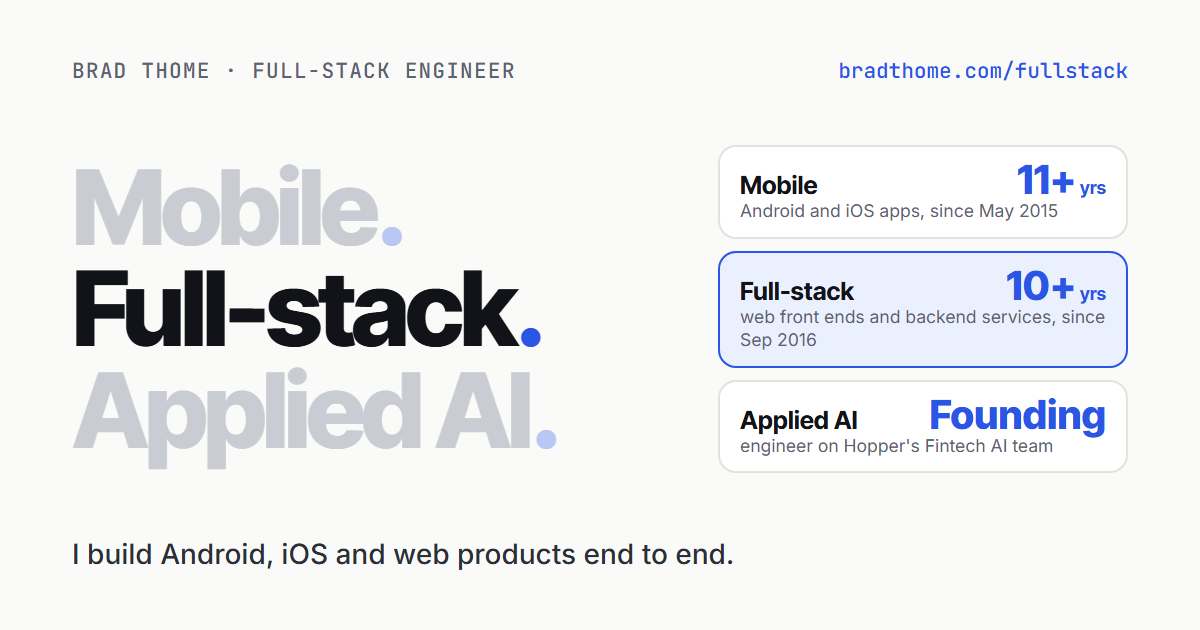 BRAD THOME · FULL-STACK ENGINEER
bradthome.com/fullstack
Mobile.
Full-stack.
Applied AI.
Mobile
11+ yrs
Android and iOS apps, since May 2015
Full-stack
10+ yrs
web front ends and backend services, since
Sep 2016
Applied AI
Founding
engineer on Hopper's Fintech AI team
I build Android, iOS and web products end to end.